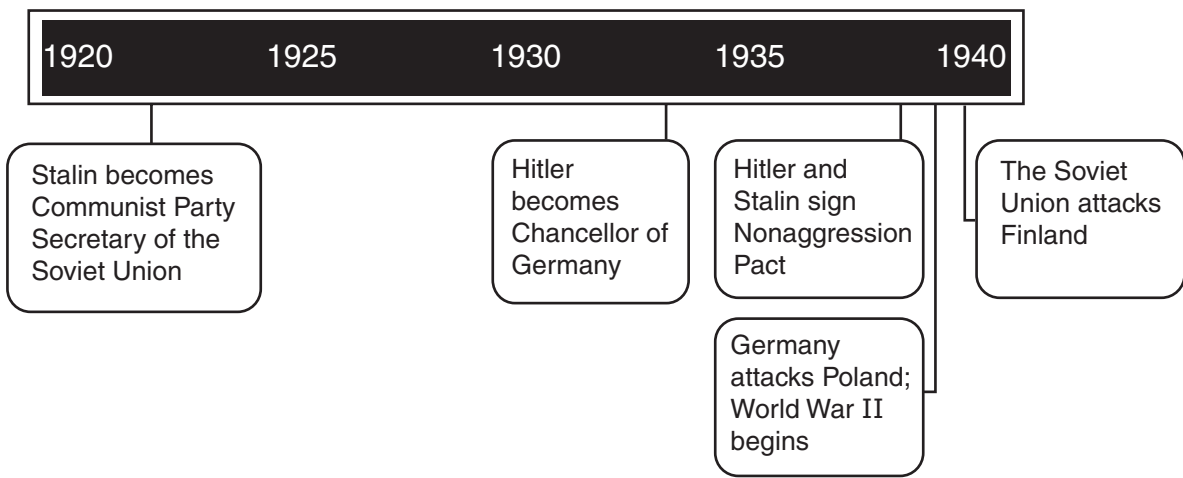 1920 1925 1930 1935 1940
Stalin becomes
Communist Party
Secretary of the
Soviet Union
Hitler
becomes
Chancellor of
Germany
Hitler and
Stalin sign
Nonaggression
Pact
Germany
attacks Poland;
World War II
begins
The Soviet
Union attacks
Finland